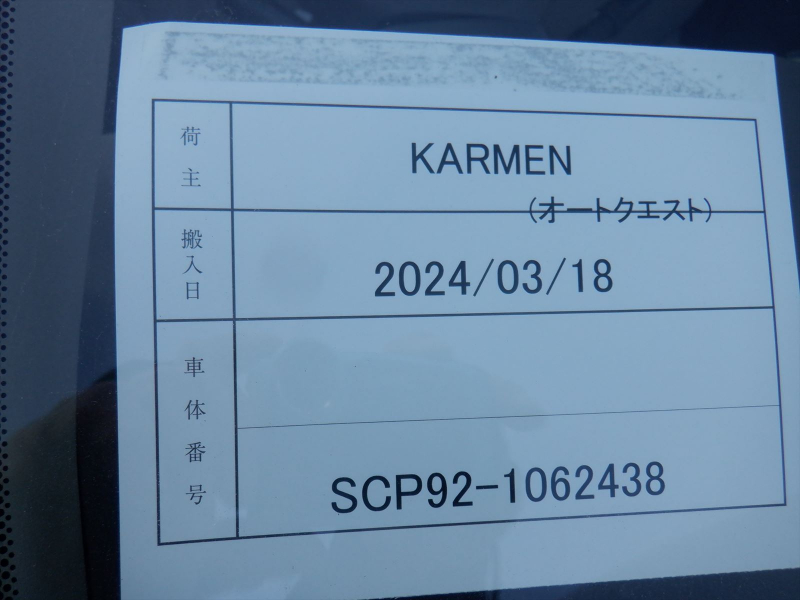 荷主 KARMEN
(オートクエスト)
搬入日 2024/03/18
車体番号 SCP92-1062438